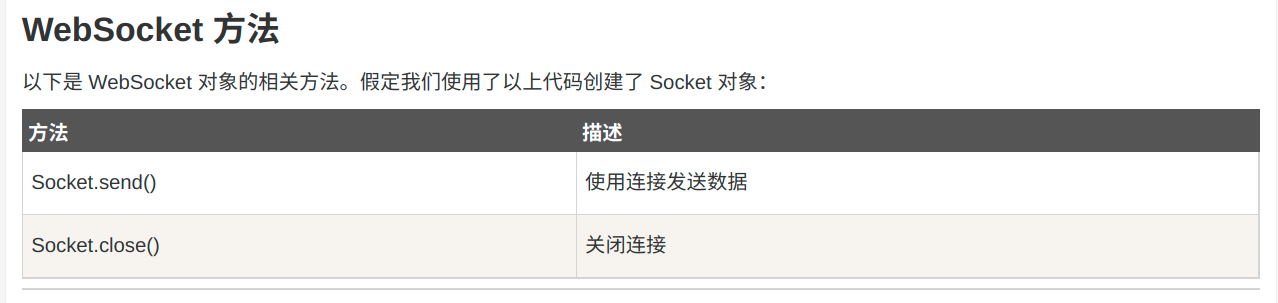 WebSocket 方法
以下是 WebSocket 对象的相关方法。假定我们使用了以上代码创建了 Socket 对象：
方法 描述
Socket.send() 使用连接发送数据
Socket.close() 关闭连接